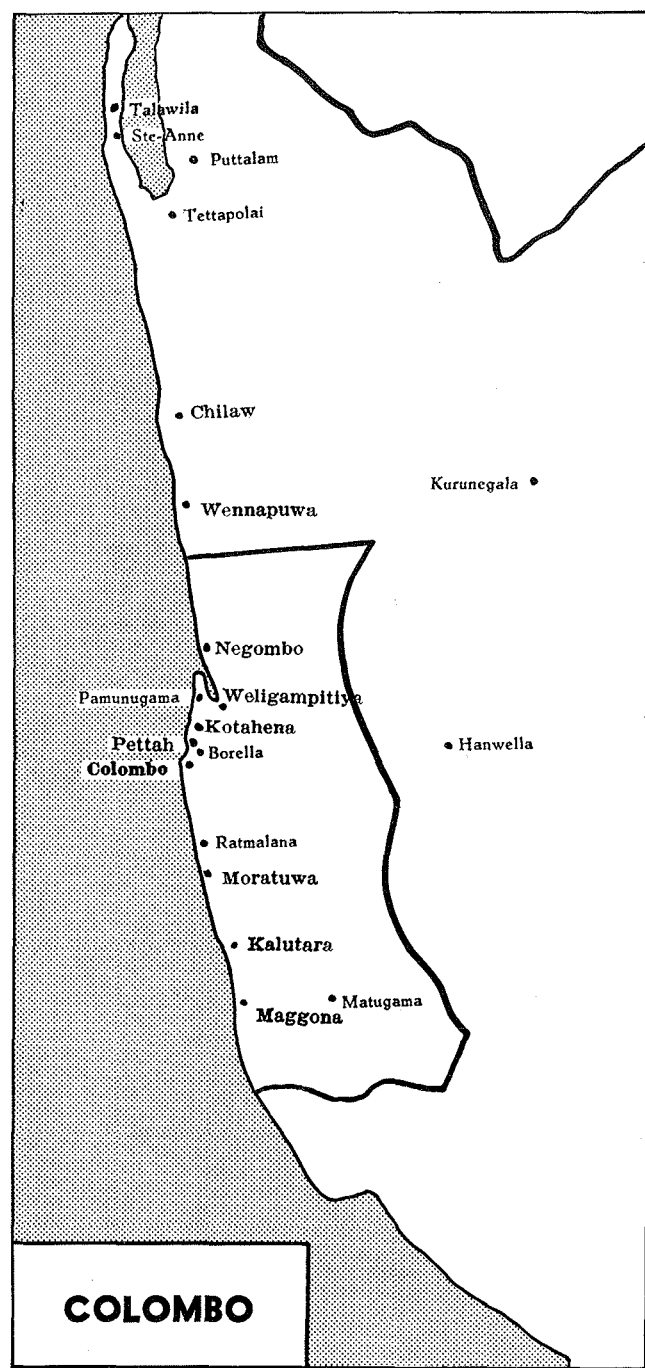 Talawila
Ste-Anne
Puttalam
Tettapolai
Chilaw
Kurunegala
Wennapuwa
Negombo
Pamunugama
Weligampitiya
Kotahena
Pettah
Borella
Hanwella
Colombo
Ratmalana
Moratuwa
Kalutara
Matugama
Maggona
COLOMBO